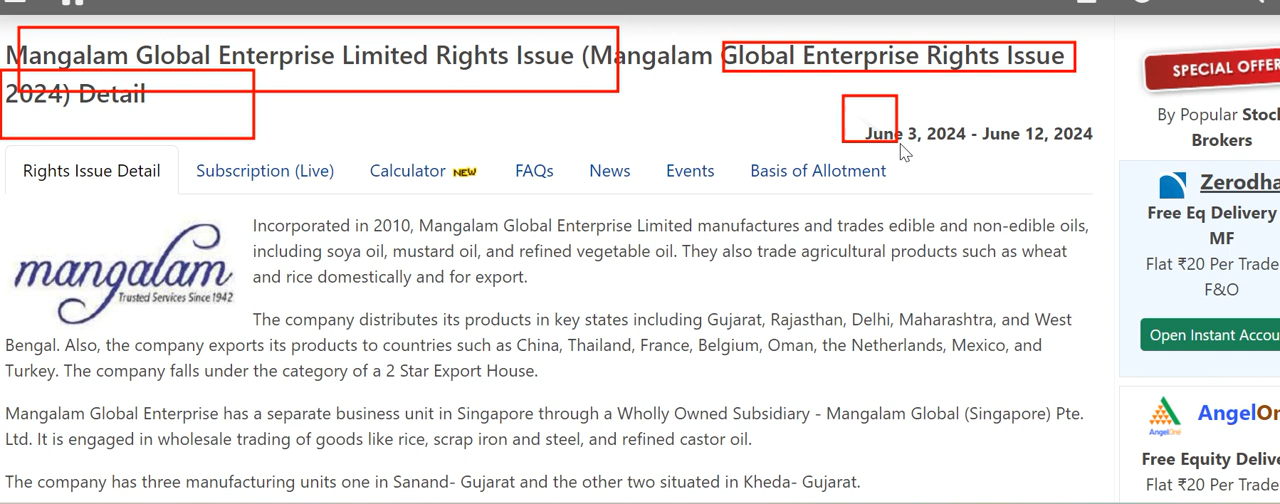 Mangalam Global Enterprise Limited Rights Issue (Mangalam Global Enterprise Rights Issue
2024) Detail
June 3, 2024 - June 12, 2024
Rights Issue Detail Subscription (Live) Calculator NEW FAQs News Events Basis of Allotment
mangalam
Trusted Services Since 1942
Incorporated in 2010, Mangalam Global Enterprise Limited manufactures and trades edible and non-edible oils,
including soya oil, mustard oil, and refined vegetable oil. They also trade agricultural products such as wheat
and rice domestically and for export.
The company distributes its products in key states including Gujarat, Rajasthan, Delhi, Maharashtra, and West
Bengal. Also, the company exports its products to countries such as China, Thailand, France, Belgium, Oman, the Netherlands, Mexico, and
Turkey. The company falls under the category of a 2 Star Export House.
Mangalam Global Enterprise has a separate business unit in Singapore through a Wholly Owned Subsidiary - Mangalam Global (Singapore) Pte.
Ltd. It is engaged in wholesale trading of goods like rice, scrap iron and steel, and refined castor oil.
The company has three manufacturing units one in Sanand- Gujarat and the other two situated in Kheda- Gujarat.
SPECIAL OFFER
By Popular Stock
Brokers
Zerodha
Free Eq Delivery
MF
Flat ₹20 Per Trade
F&O
Open Instant Accou
AngelOne
AngelOn
Free Equity Delive
Flat ₹20 Per Trade